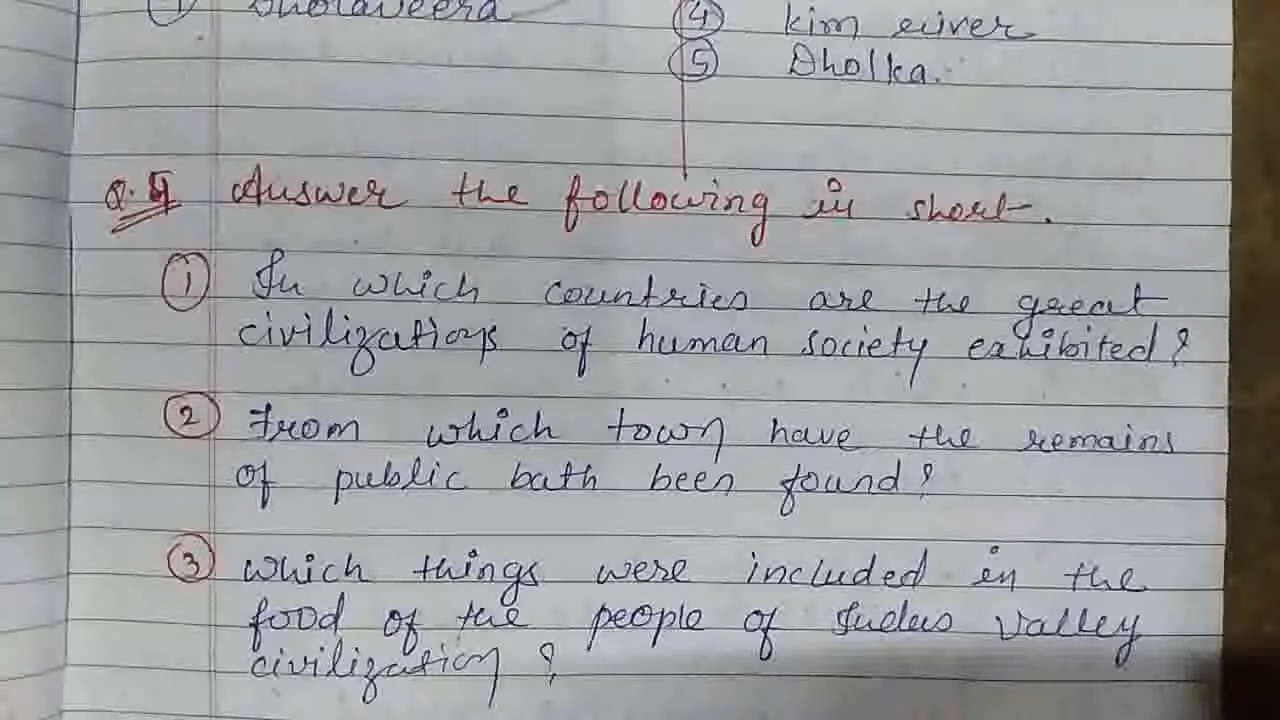 ① Dholaveera
④ Kim river
⑤ Dholka.
Q.4 Answer the following in short.
① In which countries are the great
civilizations of human society exhibited?
② From which town have the remains
of public bath been found?
③ which things were included in the
food of the people of Indus valley
civilization?